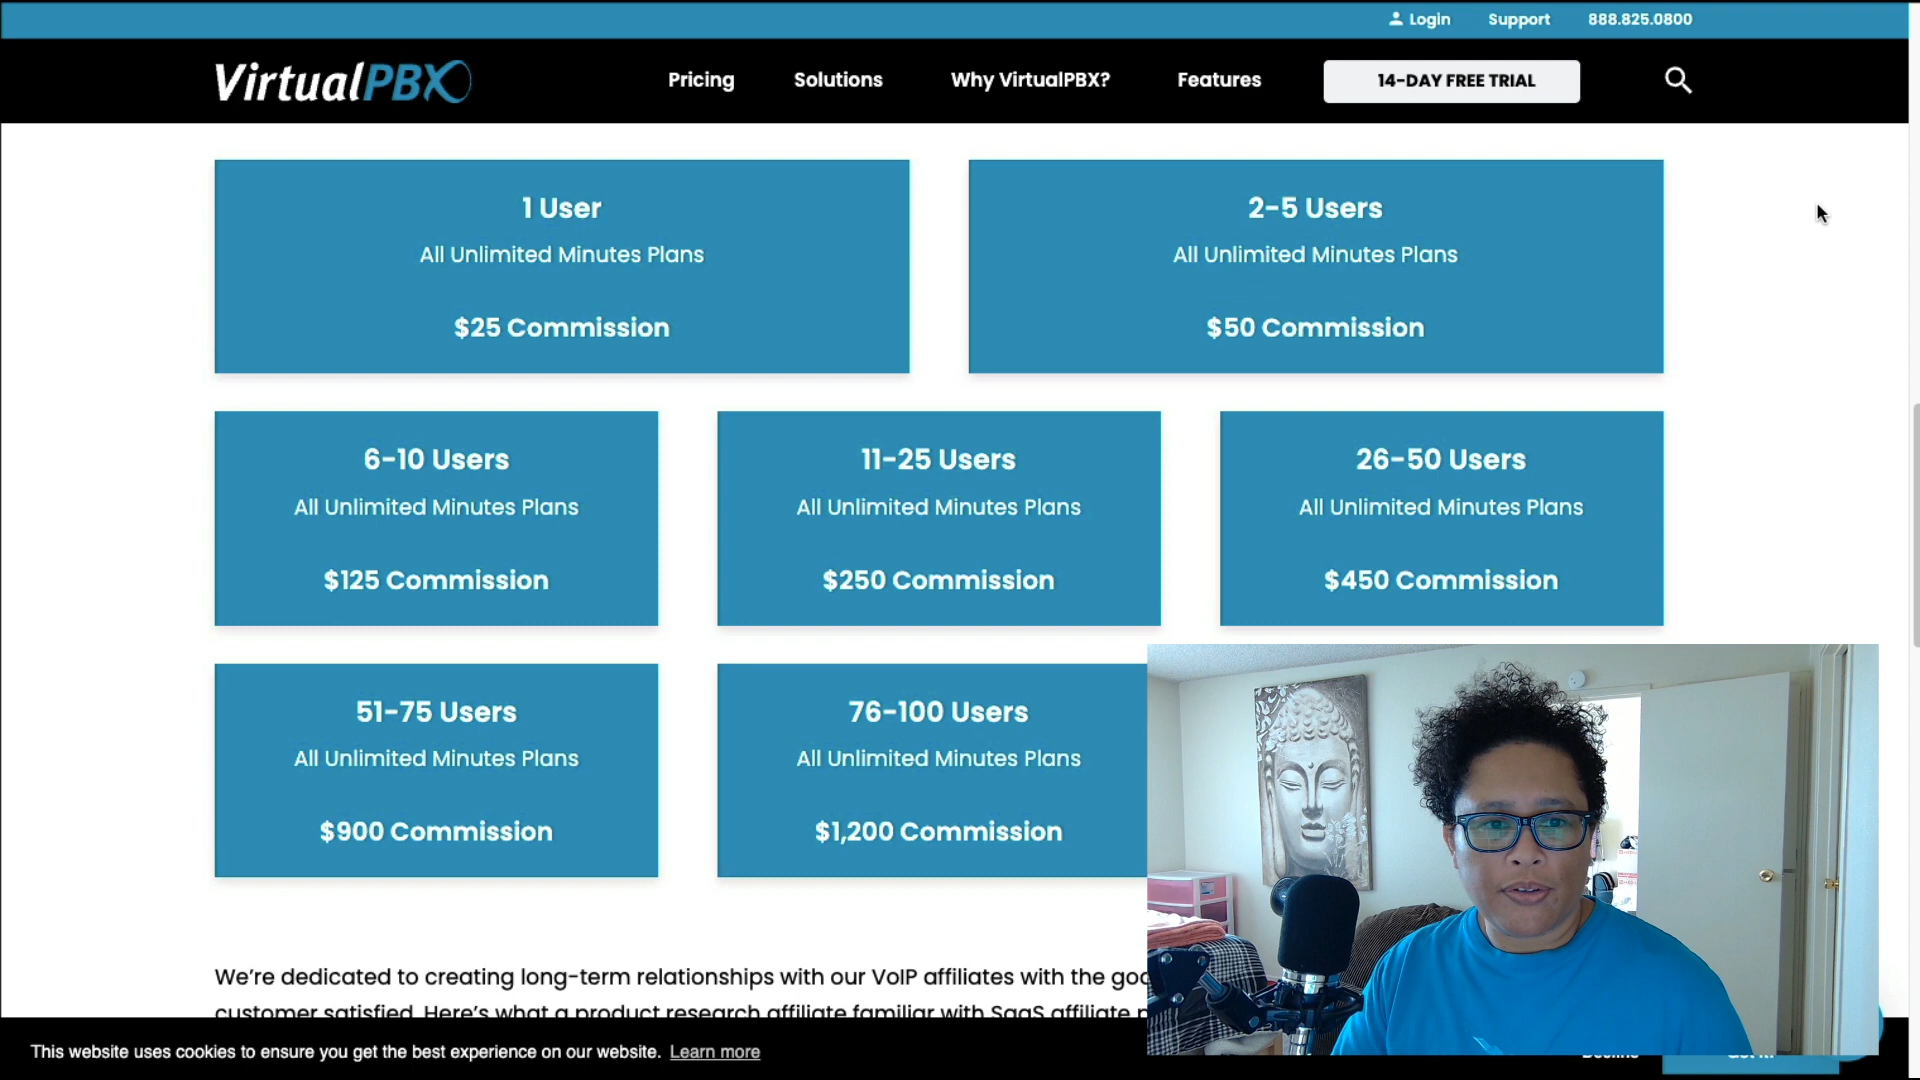 Login Support 888.825.0800
VirtualPBX Pricing Solutions Why VirtualPBX? Features 14-DAY FREE TRIAL
1 User
All Unlimited Minutes Plans
$25 Commission
2-5 Users
All Unlimited Minutes Plans
$50 Commission
6-10 Users
All Unlimited Minutes Plans
$125 Commission
11-25 Users
All Unlimited Minutes Plans
$250 Commission
26-50 Users
All Unlimited Minutes Plans
$450 Commission
51-75 Users
All Unlimited Minutes Plans
$900 Commission
76-100 Users
All Unlimited Minutes Plans
$1,200 Commission
We're dedicated to creating long-term relationships with our VoIP affiliates with the
customer satisfied. Here's what a product research affiliate familiar with SaaS affiliate
This website uses cookies to ensure you get the best experience on our website. Learn more
Decline